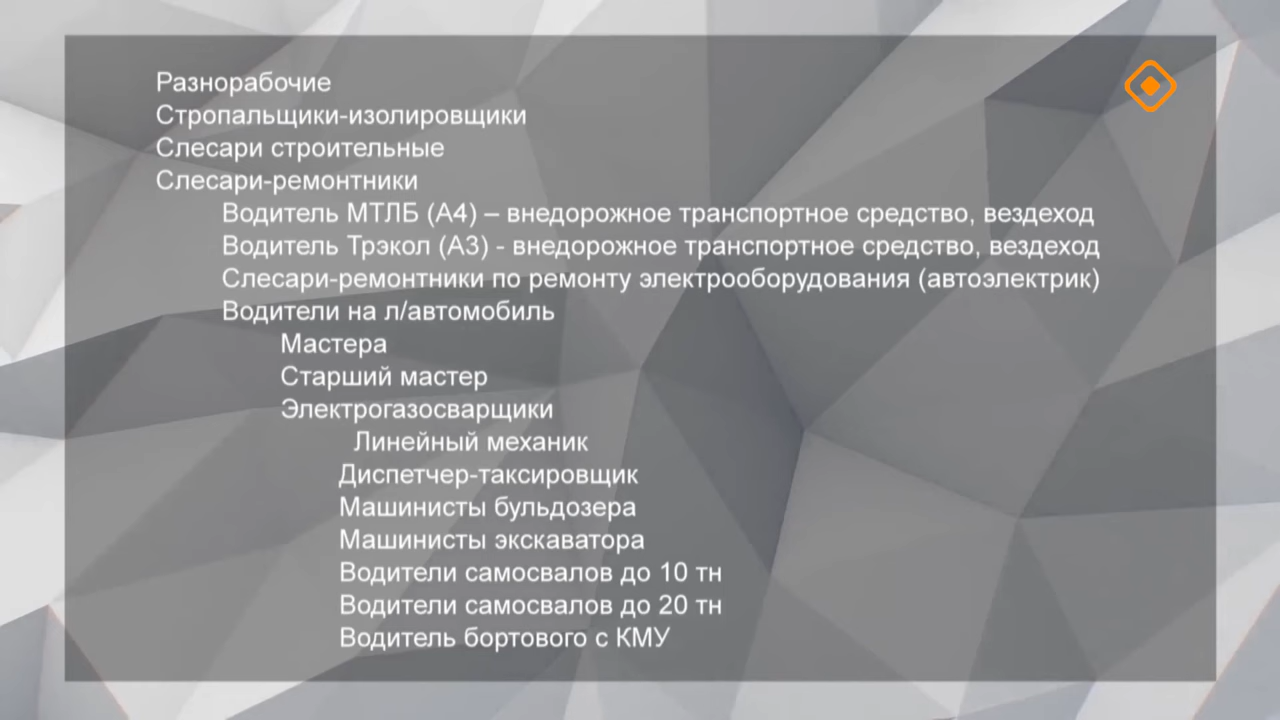 Разнорабочие
Стропальщики-изолировщики
Слесари строительные
Слесари-ремонтники
Водитель МТЛБ (А4) – внедорожное транспортное средство, вездеход
Водитель Трэкол (А3) - внедорожное транспортное средство, вездеход
Слесари-ремонтники по ремонту электрооборудования (автоэлектрик)
Водители на л/автомобиль
Мастера
Старший мастер
Электрогазосварщики
Линейный механик
Диспетчер-таксировщик
Машинисты бульдозера
Машинисты экскаватора
Водители самосвалов до 10 тн
Водители самосвалов до 20 тн
Водитель бортового с КМУ